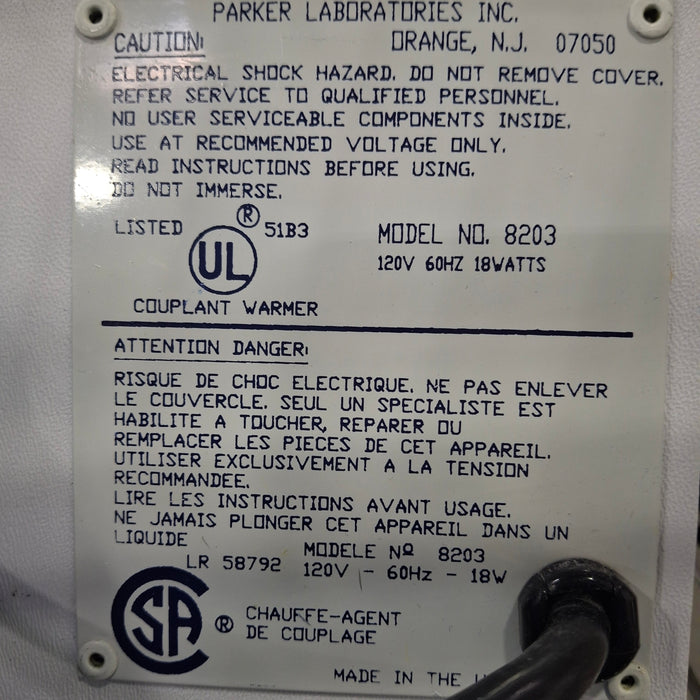 PARKER LABORATORIES INC.
CAUTION: ORANGE, N.J. 07050
ELECTRICAL SHOCK HAZARD. DO NOT REMOVE COVER.
REFER SERVICE TO QUALIFIED PERSONNEL.
NO USER SERVICEABLE COMPONENTS INSIDE.
USE AT RECOMMENDED VOLTAGE ONLY.
READ INSTRUCTIONS BEFORE USING.
DO NOT IMMERSE.
LISTED UL ® 51B3 MODEL NO. 8203
120V 60HZ 18WATTS
COUPLANT WARMER
ATTENTION DANGER:
RISQUE DE CHOC ELECTRIQUE. NE PAS ENLEVER
LE COUVERCLE. SEUL UN SPECIALISTE EST
HABILITE A TOUCHER, REPARER OU
REMPLACER LES PIECES DE CET APPAREIL.
UTILISER EXCLUSIVEMENT A LA TENSION
RECOMMANDEE.
LIRE LES INSTRUCTIONS AVANT USAGE.
NE JAMAIS PLONGER CET APPAREIL DANS UN
LIQUIDE
MODELE Nº 8203
LR 58792 120V - 60Hz - 18W
SA ® CHAUFFE-AGENT
DE COUPLAGE
MADE IN THE